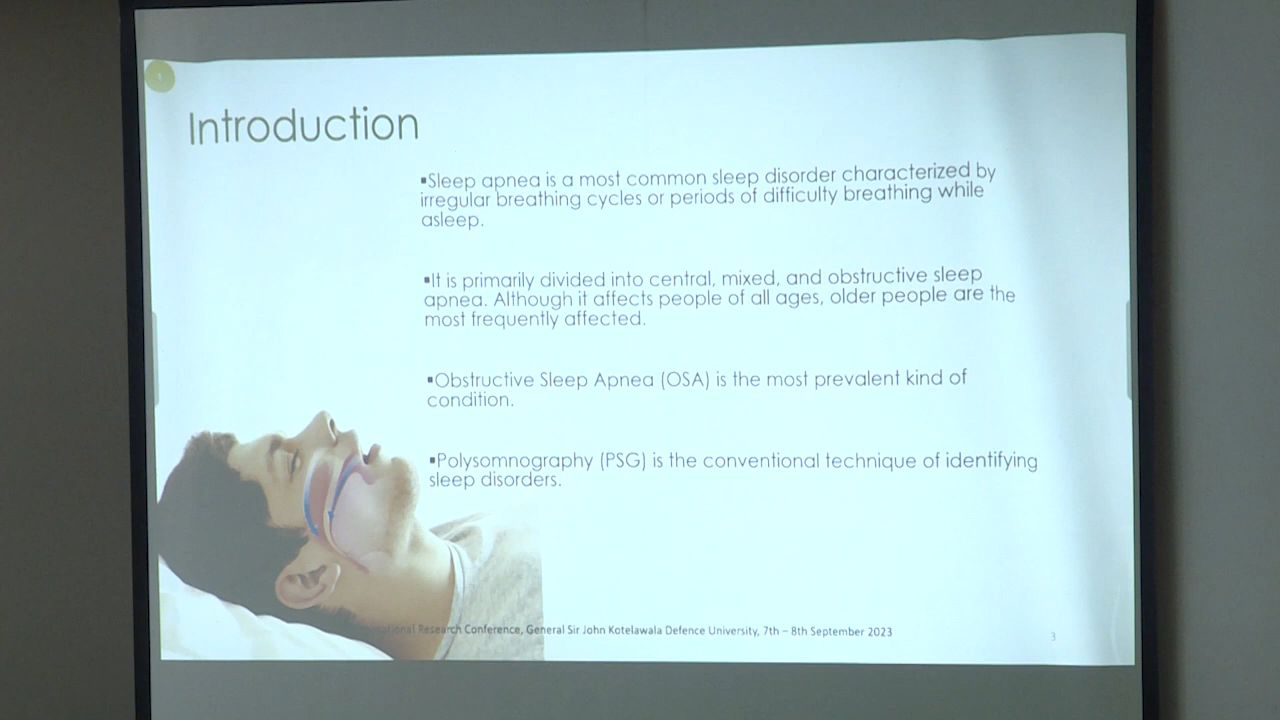 Introduction
▪Sleep apnea is a most common sleep disorder characterized by
irregular breathing cycles or periods of difficulty breathing while
asleep.
▪It is primarily divided into central, mixed, and obstructive sleep
apnea. Although it affects people of all ages, older people are the
most frequently affected.
▪Obstructive Sleep Apnea (OSA) is the most prevalent kind of
condition.
▪Polysomnography (PSG) is the conventional technique of identifying
sleep disorders.
Research Conference, General Sir John Kotelawala Defence University, 7th – 8th September 2023
3